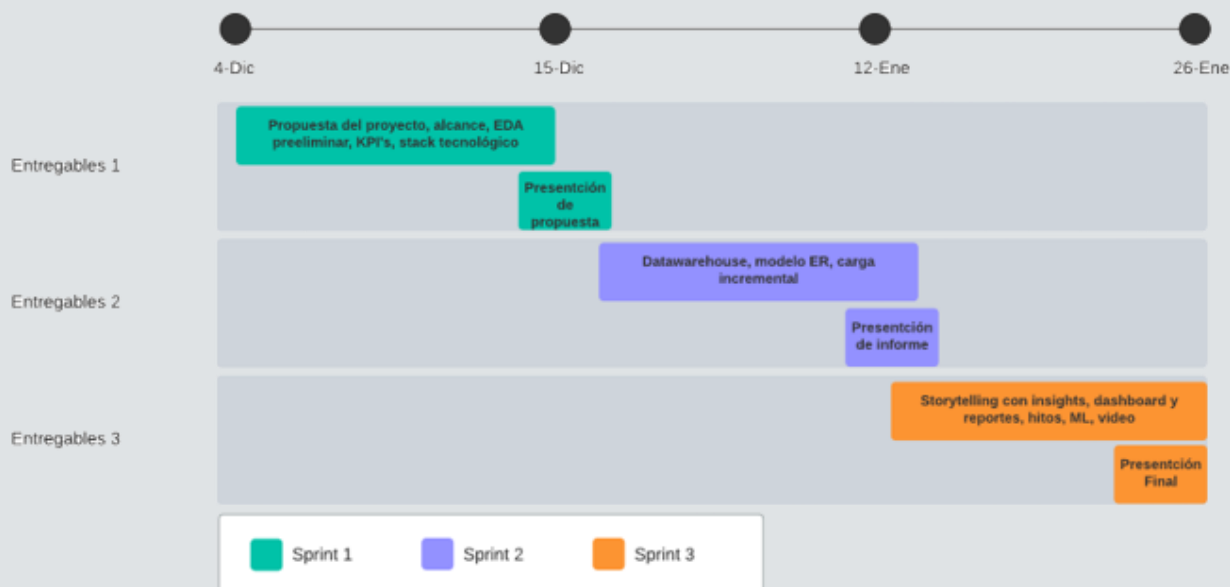 4-Dic
15-Dic
12-Ene
26-Ene
Entregables 1
Propuesta del proyecto, alcance, EDA
preeliminar, KPI's, stack tecnológico
Presentción
de
propuesta
Entregables 2
Datawarehouse, modelo ER, carga
incremental
Presentción
de informe
Entregables 3
Storytelling con insights, dashboard y
reportes, hitos, ML, video
Presentción
Final
Sprint 1
Sprint 2
Sprint 3